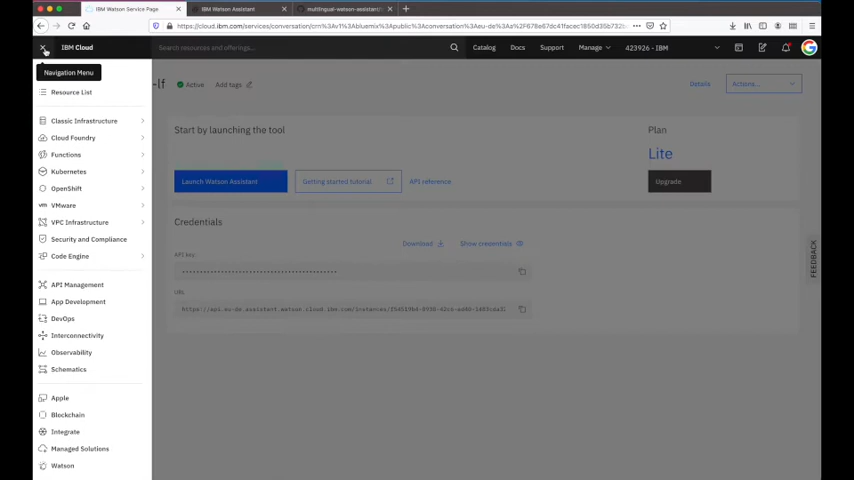 IBM Watson Service Page
IBM Watson Assistant
multilingual-watson-assistant
IBM Cloud
Search resources and offerings...
Catalog
Docs
Support
Manage
423926 - IBM
Navigation Menu
Resource List
Classic Infrastructure
Cloud Foundry
Functions
Kubernetes
OpenShift
VMware
VPC Infrastructure
Security and Compliance
Code Engine
API Management
App Development
DevOps
Interconnectivity
Observability
Schematics
Apple
Blockchain
Integrate
Managed Solutions
Watson
-lf
Active
Add tags
Details
Actions...
Start by launching the tool
Launch Watson Assistant
Getting started tutorial
API reference
Plan
Lite
Upgrade
Credentials
Download
Show credentials
API key
URL
FEEDBACK